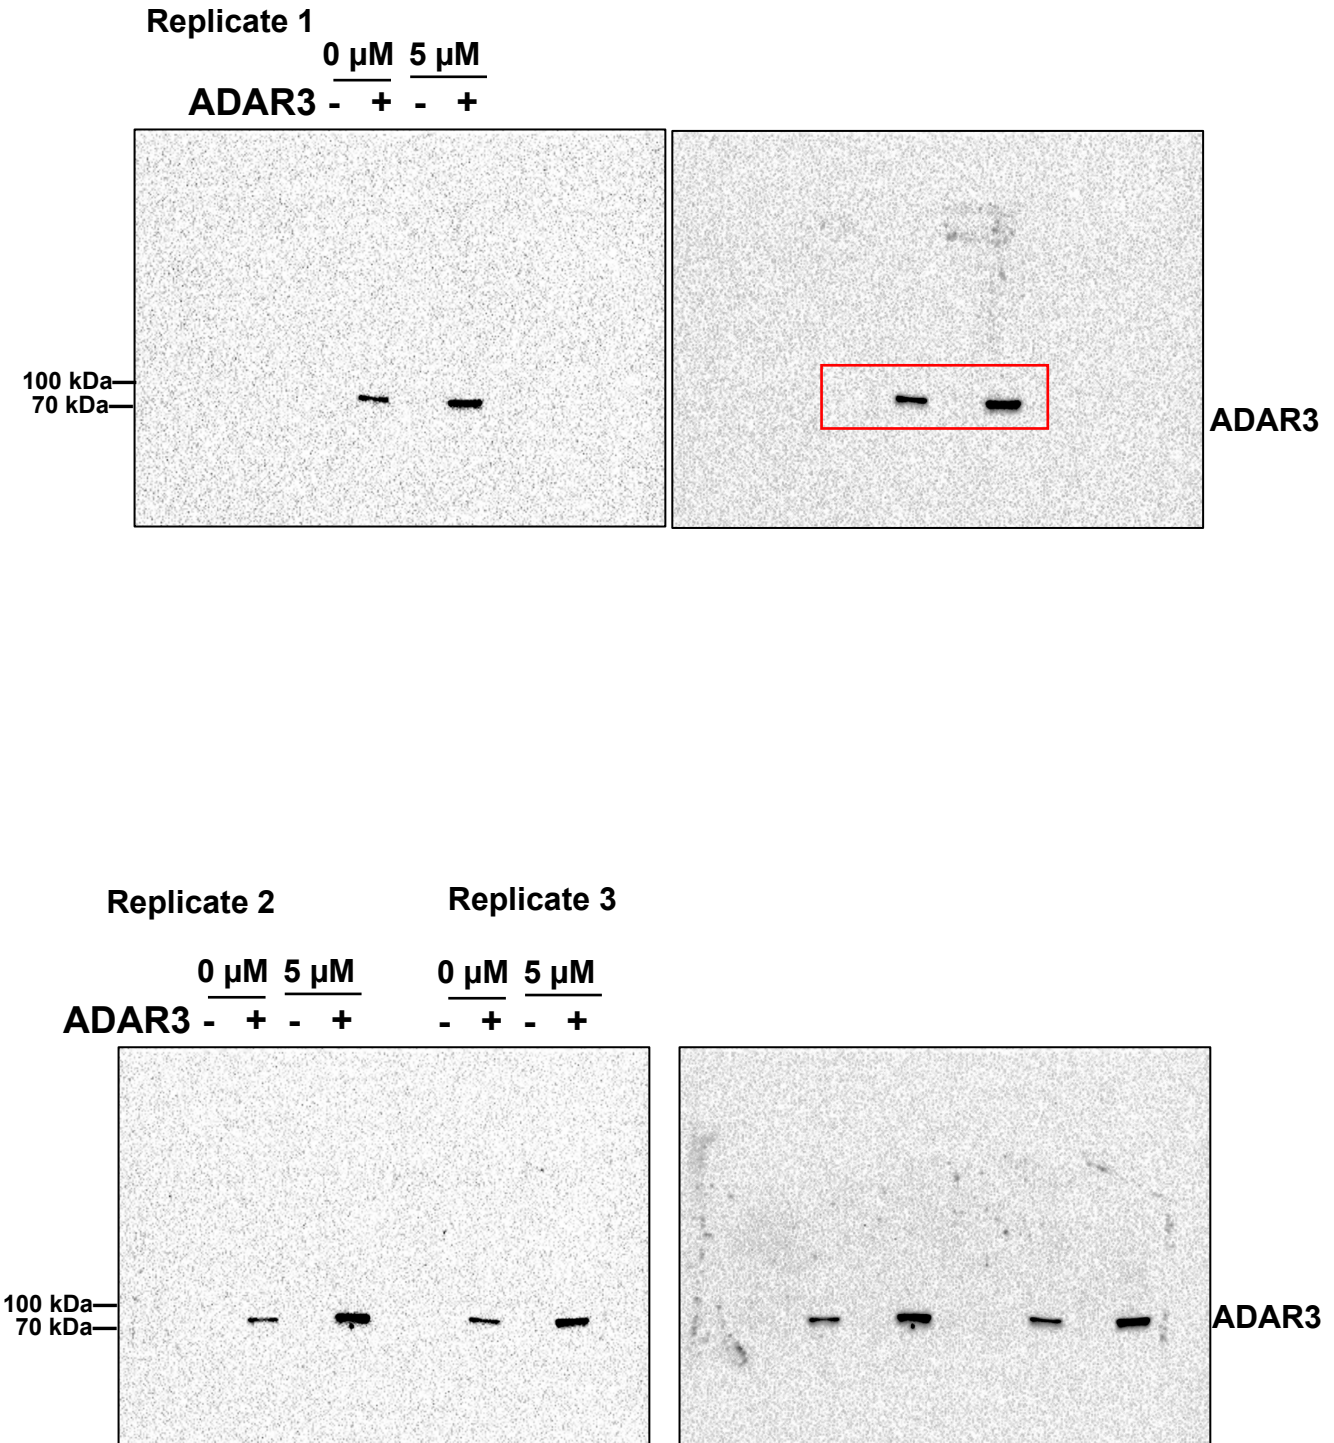 Replicate 1
0 µM 5 µM
ADAR3 - + - +
100 kDa
70 kDa
ADAR3
Replicate 2 Replicate 3
0 µM 5 µM 0 µM 5 µM
ADAR3 - + - + - + - +
100 kDa
70 kDa
ADAR3